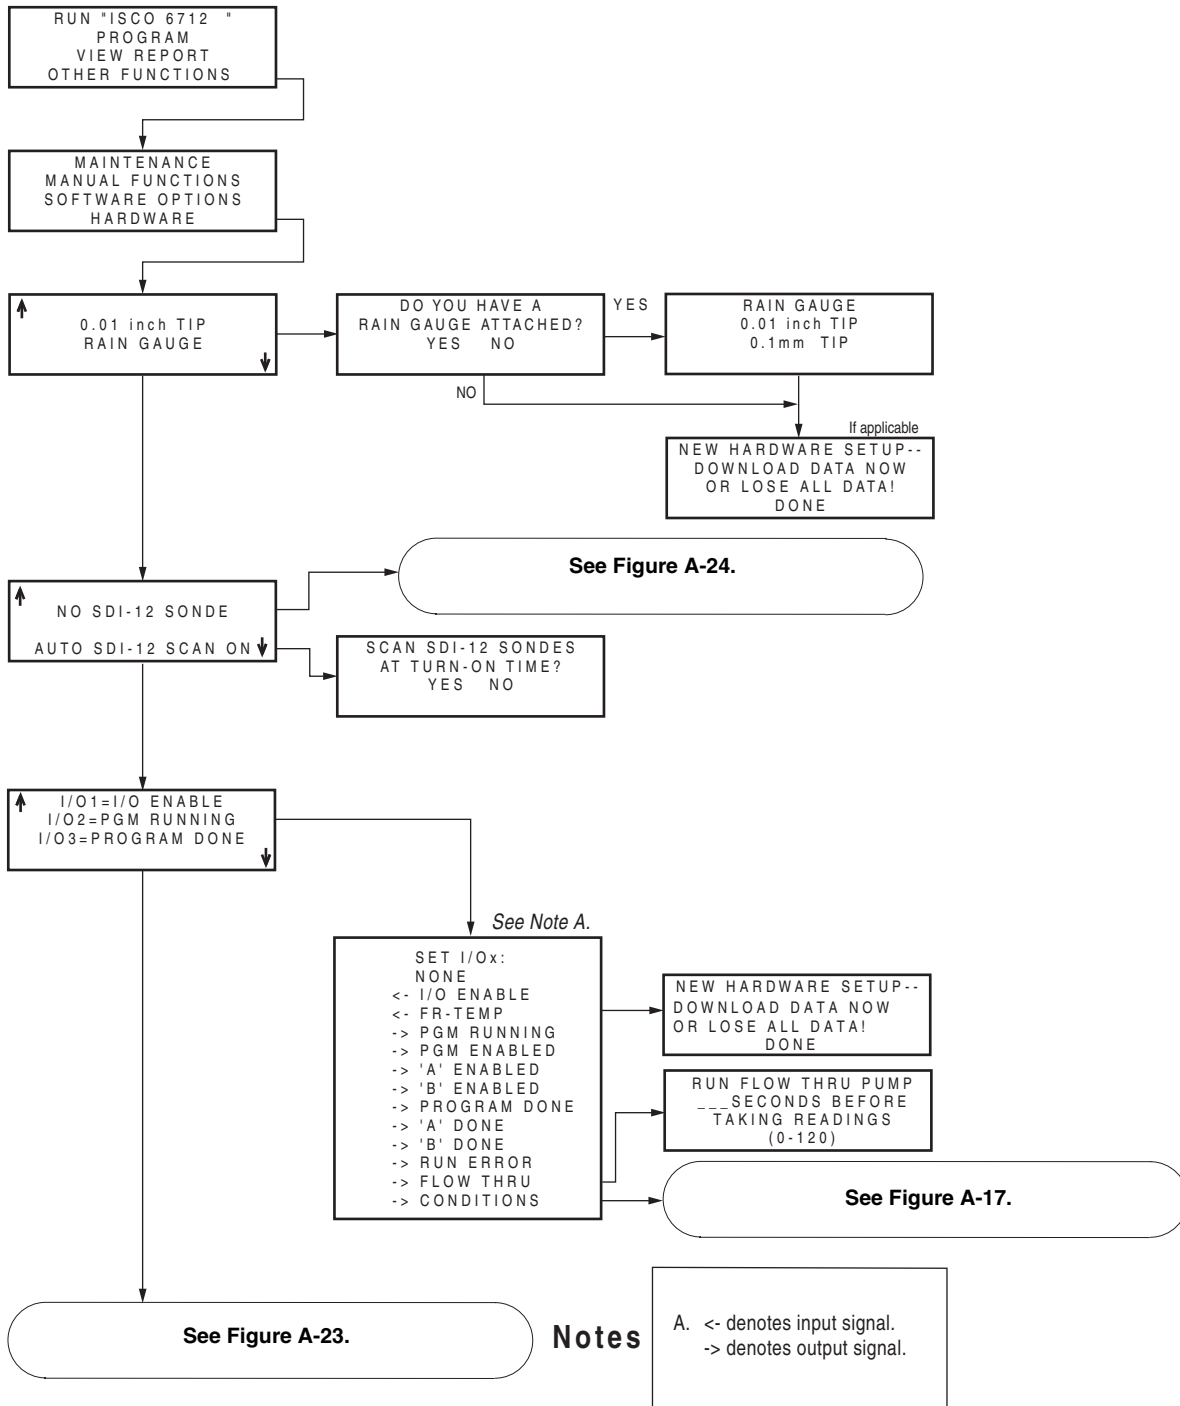 RUN "ISCO 6712  "
PROGRAM
VIEW REPORT
OTHER FUNCTIONS
MAINTENANCE
MANUAL FUNCTIONS
SOFTWARE OPTIONS
HARDWARE
0.01 inch TIP
RAIN GAUGE
DO YOU HAVE A
RAIN GAUGE ATTACHED?
YES   NO
YES
RAIN GAUGE
0.01 inch TIP
0.1mm  TIP
NO
If applicable
NEW HARDWARE SETUP--
DOWNLOAD DATA NOW
OR LOSE ALL DATA!
DONE
See Figure A-24.
NO SDI-12 SONDE
AUTO SDI-12 SCAN ON
SCAN SDI-12 SONDES
AT TURN-ON TIME?
YES   NO
I/O1=I/O ENABLE
I/O2=PGM RUNNING
I/O3=PROGRAM DONE
See Note A.
SET I/Ox:
NONE
<- I/O ENABLE
<- FR-TEMP
-> PGM RUNNING
-> PGM ENABLED
-> 'A' ENABLED
-> 'B' ENABLED
-> PROGRAM DONE
-> 'A' DONE
-> 'B' DONE
-> RUN ERROR
-> FLOW THRU
-> CONDITIONS
NEW HARDWARE SETUP--
DOWNLOAD DATA NOW
OR LOSE ALL DATA!
DONE
RUN FLOW THRU PUMP
___SECONDS BEFORE
TAKING READINGS
(0-120)
See Figure A-17.
See Figure A-23.
Notes
A. <- denotes input signal.
-> denotes output signal.